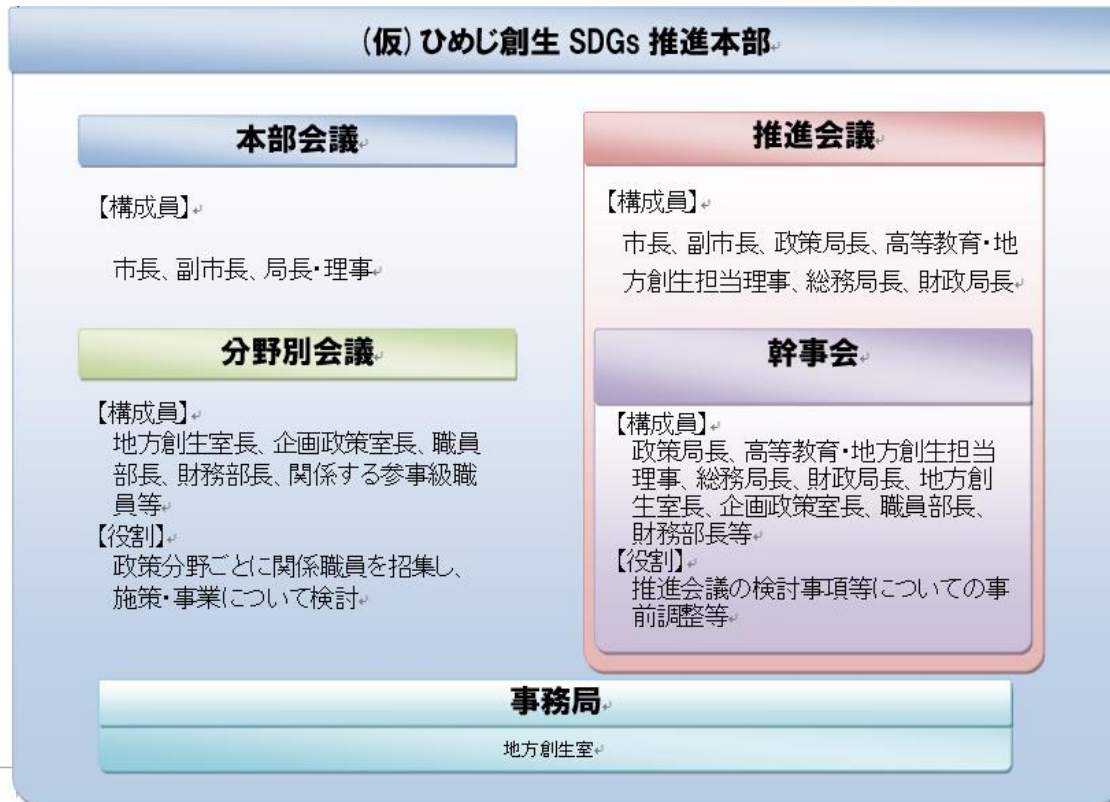 (仮)ひめじ創生 SDGs 推進本部
本部会議
【構成員】
市長、副市長、局長・理事
分野別会議
【構成員】
地方創生室長、企画政策室長、職員
部長、財務部長、関係する参事級職
員等
【役割】
政策分野ごとに関係職員を招集し、
施策・事業について検討
推進会議
【構成員】
市長、副市長、政策局長、高等教育・地
方創生担当理事、総務局長、財政局長
幹事会
【構成員】
政策局長、高等教育・地方創生担当
理事、総務局長、財政局長、地方創
生室長、企画政策室長、職員部長、
財務部長等
【役割】
推進会議の検討事項等についての事
前調整等
事務局
地方創生室